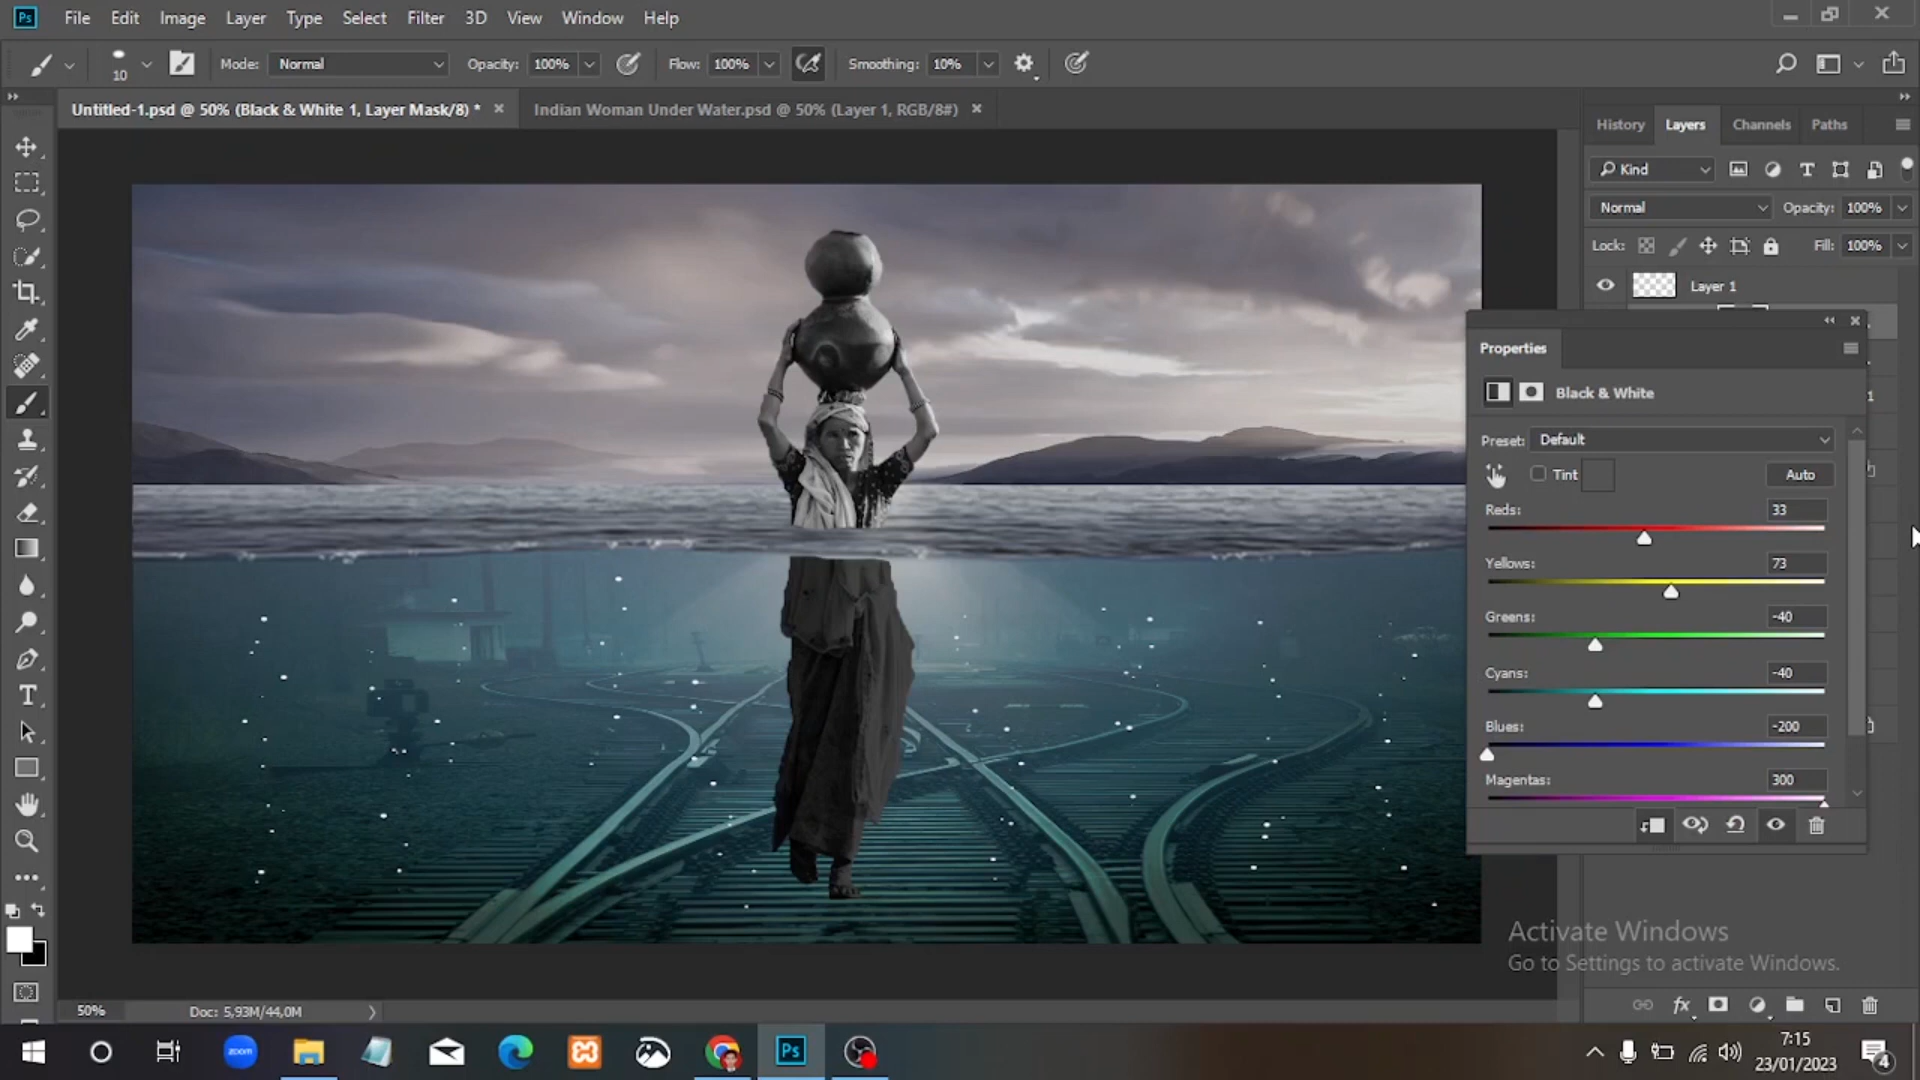 Ps File Edit Image Layer Type Select Filter 3D View Window Help
10 Mode: Normal Opacity: 100% Flow: 100% Smoothing: 10%
Untitled-1.psd @ 50% (Black & White 1, Layer Mask/8) * Indian Woman Under Water.psd @ 50% (Layer 1, RGB/8#)
History Layers Channels Paths
Kind
Normal Opacity: 100%
Lock: Fill: 100%
Layer 1
Properties
Black & White
Preset: Default
Tint Auto
Reds: 33
Yellows: 73
Greens: -40
Cyans: -40
Blues: -200
Magentas: 300
Activate Windows
Go to Settings to activate Windows.
50% Doc: 5,93M/44,0M
zoom
Ps
7:15
23/01/2023
4